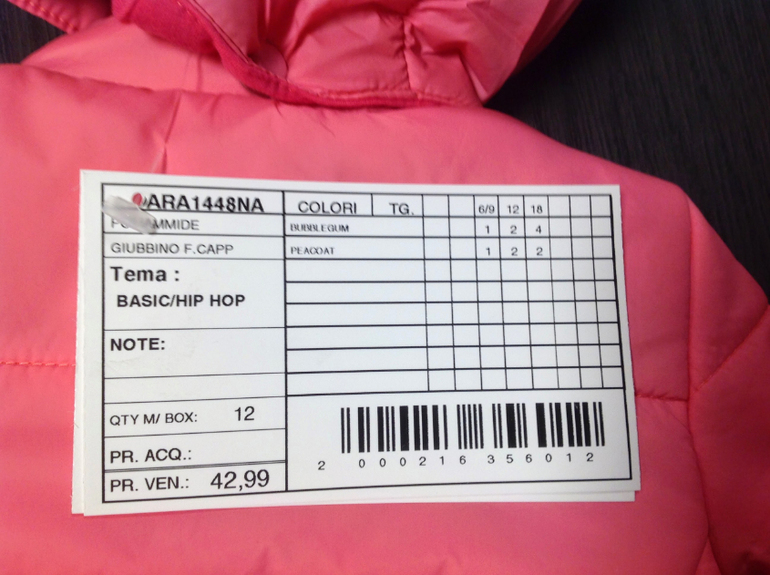 ARA1448NA COLORI TG. 6/9 12 18
BUBBLEGUM 1 2 4
GIUBBINO F.CAPP PEACOAT 1 2 2
Tema :
BASIC/HIP HOP
NOTE:
QTY M/ BOX: 12
PR. ACQ.:
PR. VEN.: 42,99
2 000216 356012